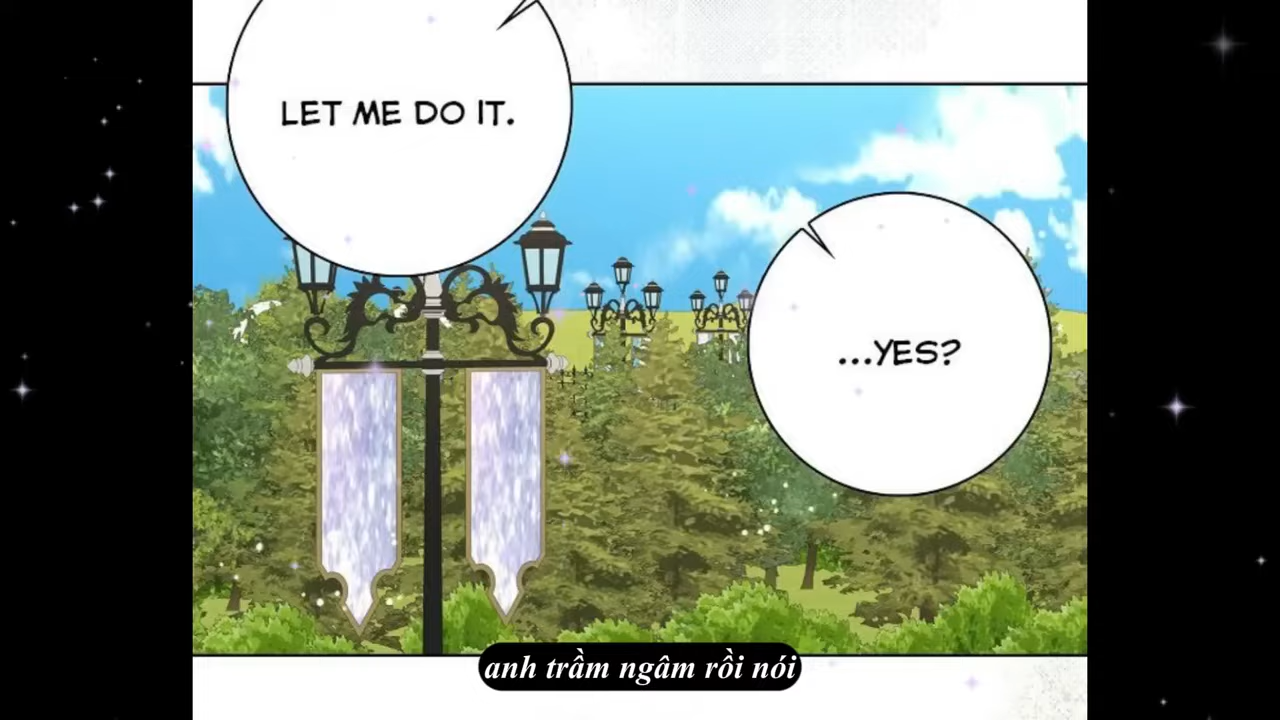 LET ME DO IT.
...YES?
anh trầm ngâm rồi nói